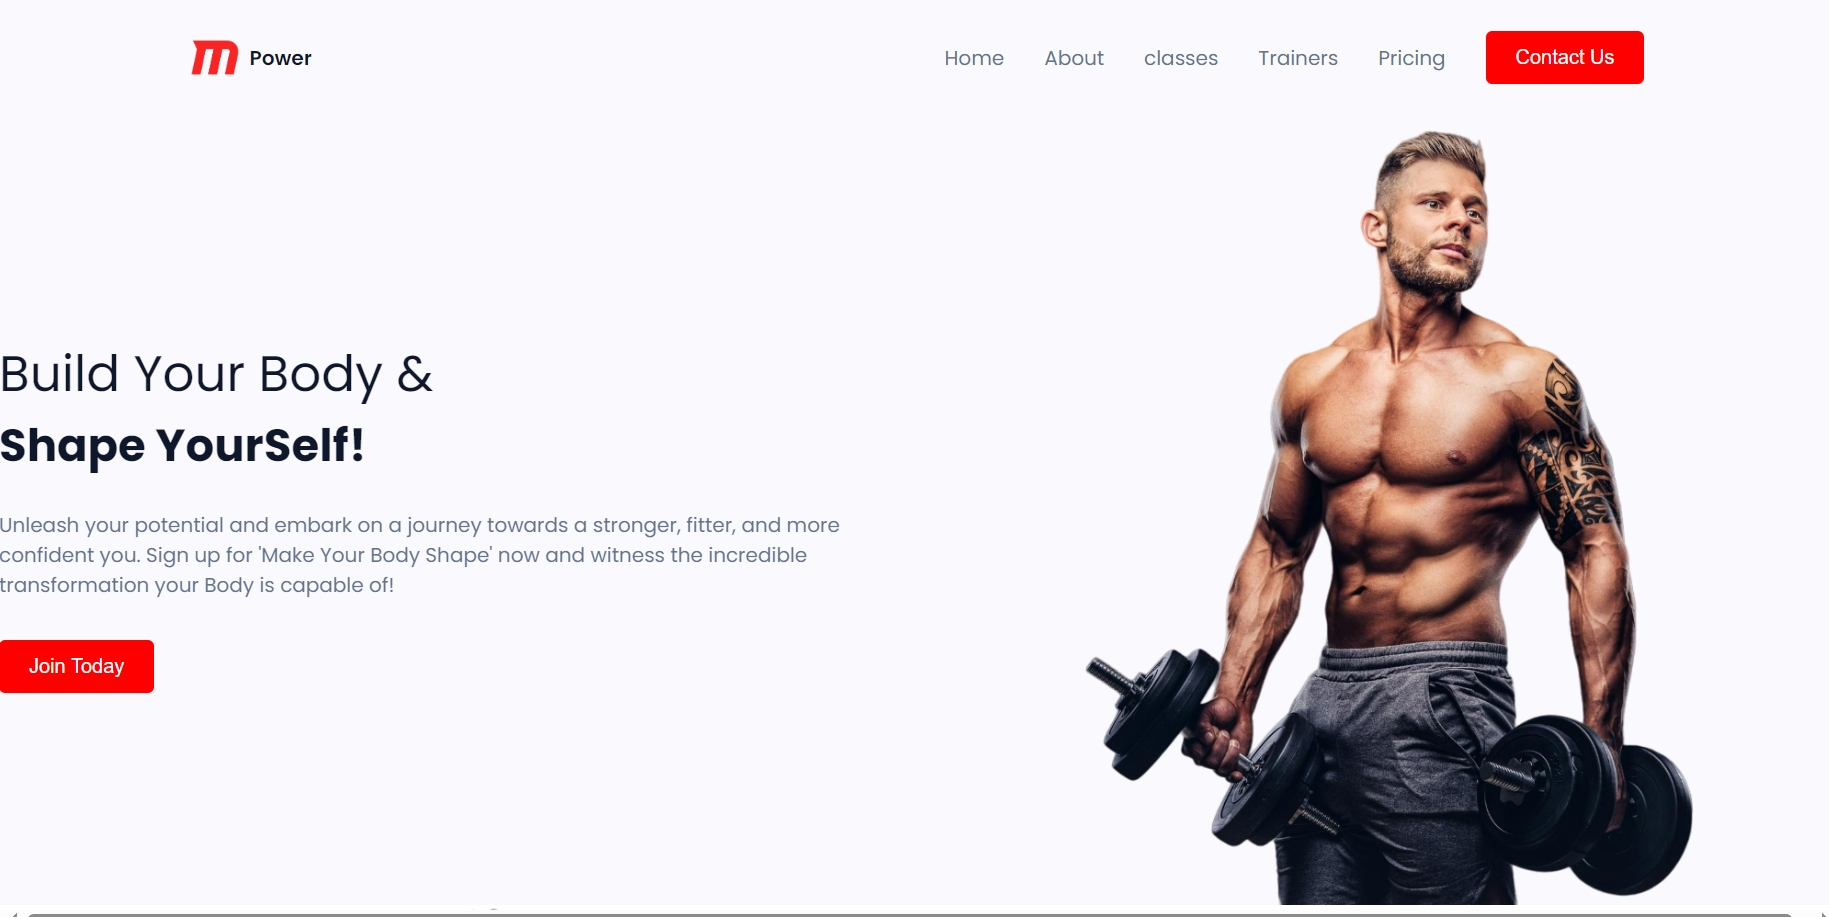 m Power
Home About classes Trainers Pricing Contact Us
Build Your Body &
Shape YourSelf!
Unleash your potential and embark on a journey towards a stronger, fitter, and more
confident you. Sign up for 'Make Your Body Shape' now and witness the incredible
transformation your Body is capable of!
Join Today